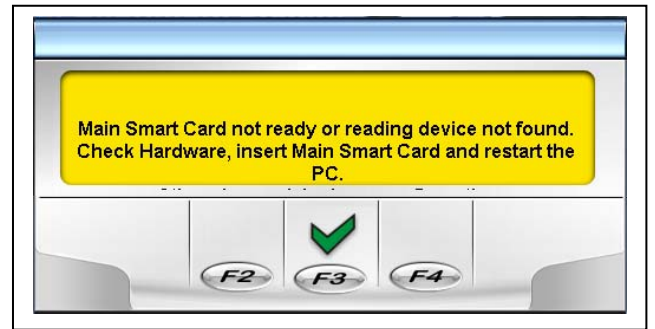 Main Smart Card not ready or reading device not found.
Check Hardware, insert Main Smart Card and restart the
PC.
F2
F3
F4